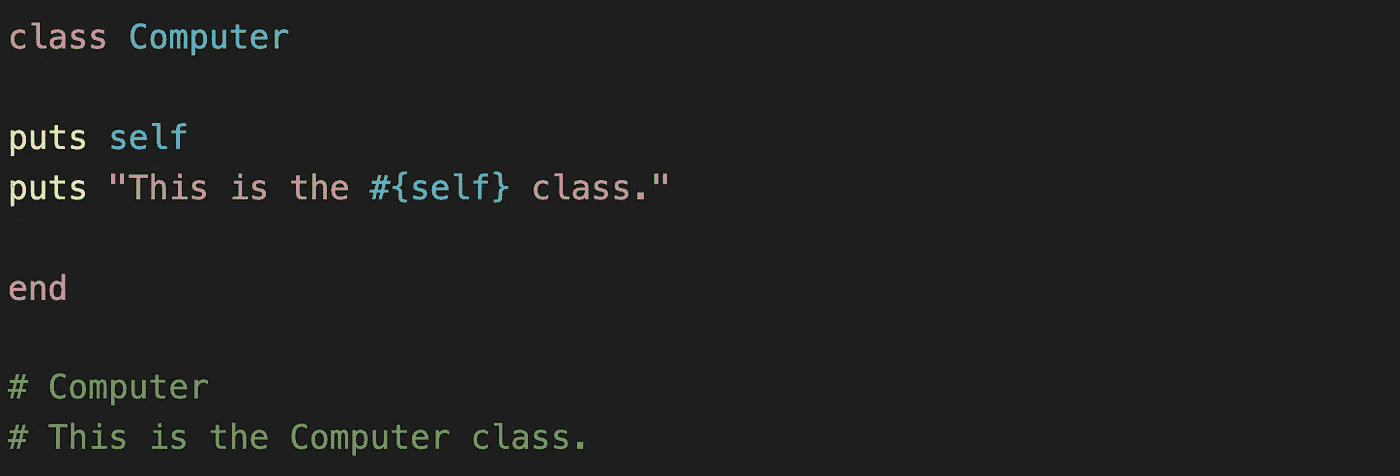 class Computer
puts self
puts "This is the #{self} class."
end
# Computer
# This is the Computer class.